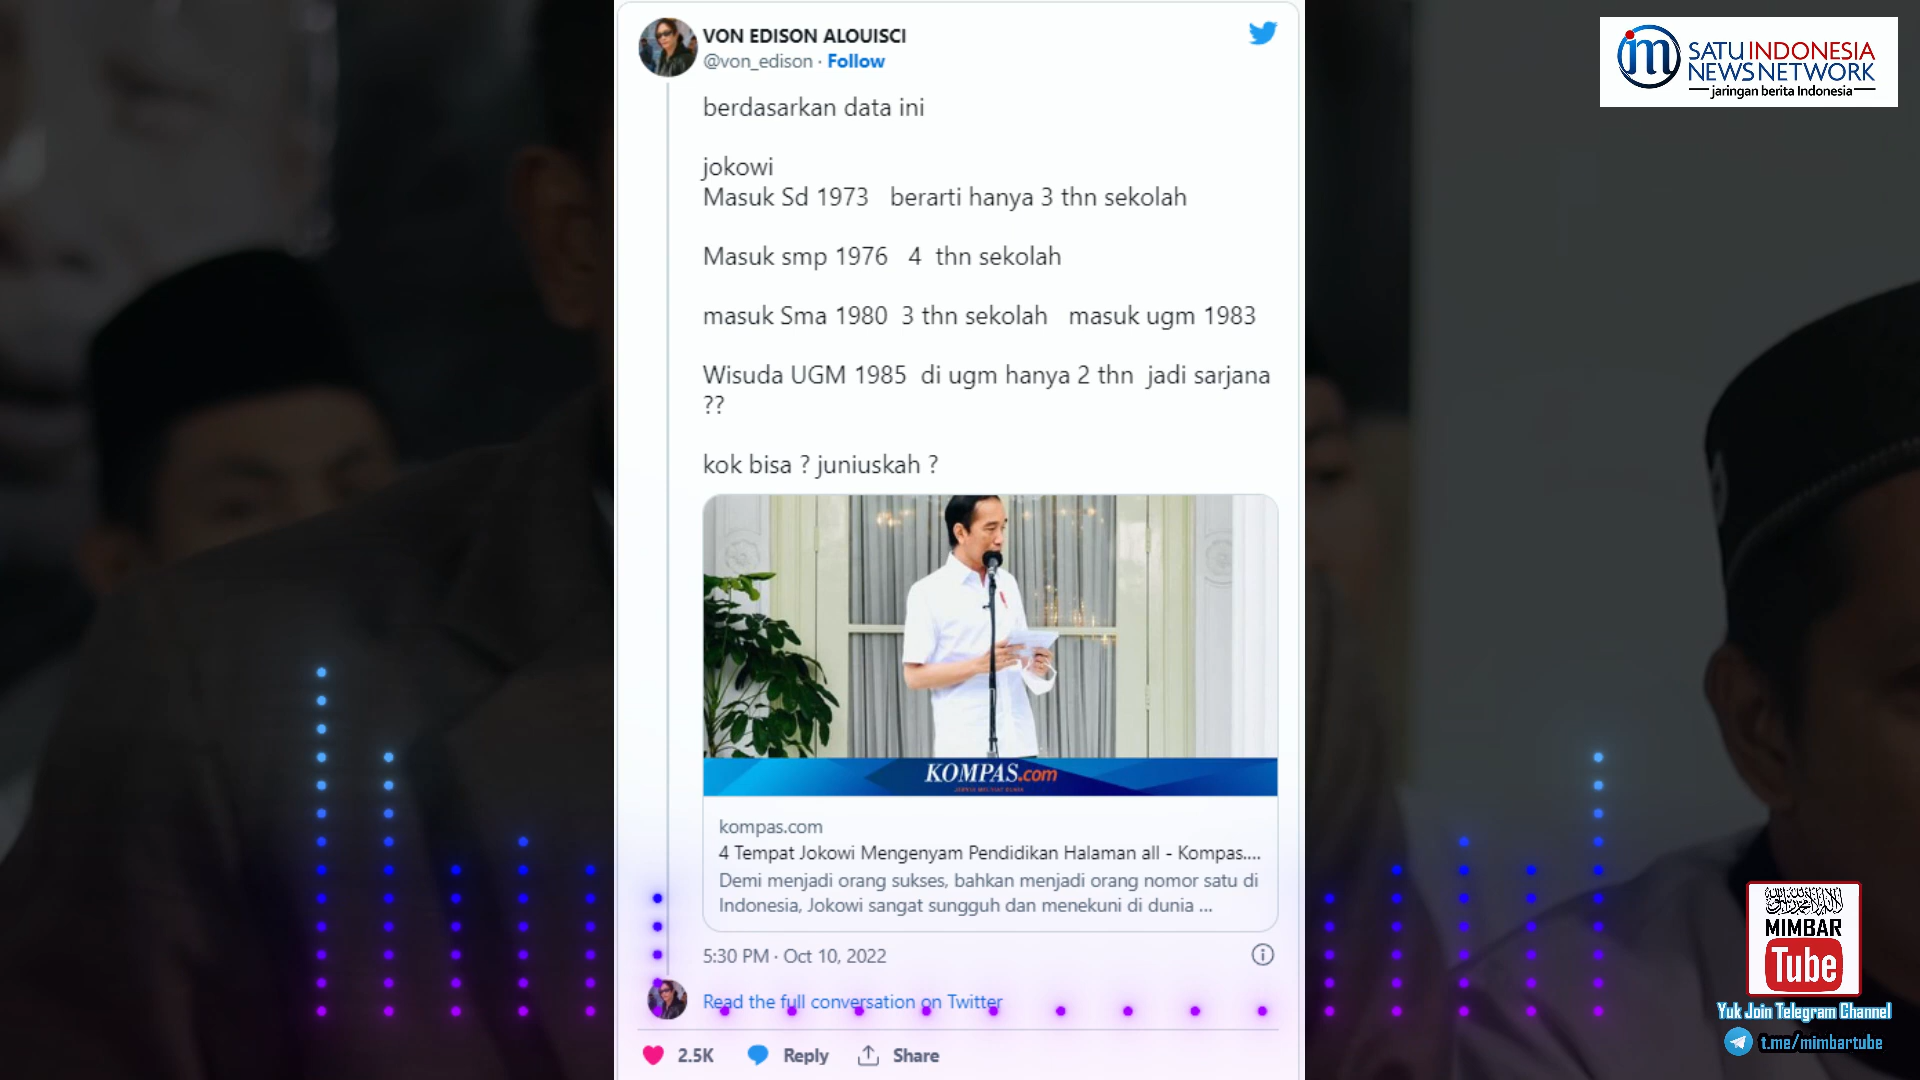 VON EDISON ALOUISCI
@von_edison · Follow
berdasarkan data ini
jokowi
Masuk Sd 1973 berarti hanya 3 thn sekolah
Masuk smp 1976 4 thn sekolah
masuk Sma 1980 3 thn sekolah masuk ugm 1983
Wisuda UGM 1985 di ugm hanya 2 thn jadi sarjana
??
kok bisa ? juniuskah ?
KOMPAS.com
kompas.com
4 Tempat Jokowi Mengenyam Pendidikan Halaman all - Kompas....
Demi menjadi orang sukses, bahkan menjadi orang nomor satu di
Indonesia, Jokowi sangat sungguh dan menekuni di dunia ...
5:30 PM · Oct 10, 2022
Read the full conversation on Twitter
2.5K Reply Share
im
SATU INDONESIA
NEWS NETWORK
jaringan berita Indonesia
MIMBAR
Tube
Yuk Join Telegram Channel
t.me/mimbartube